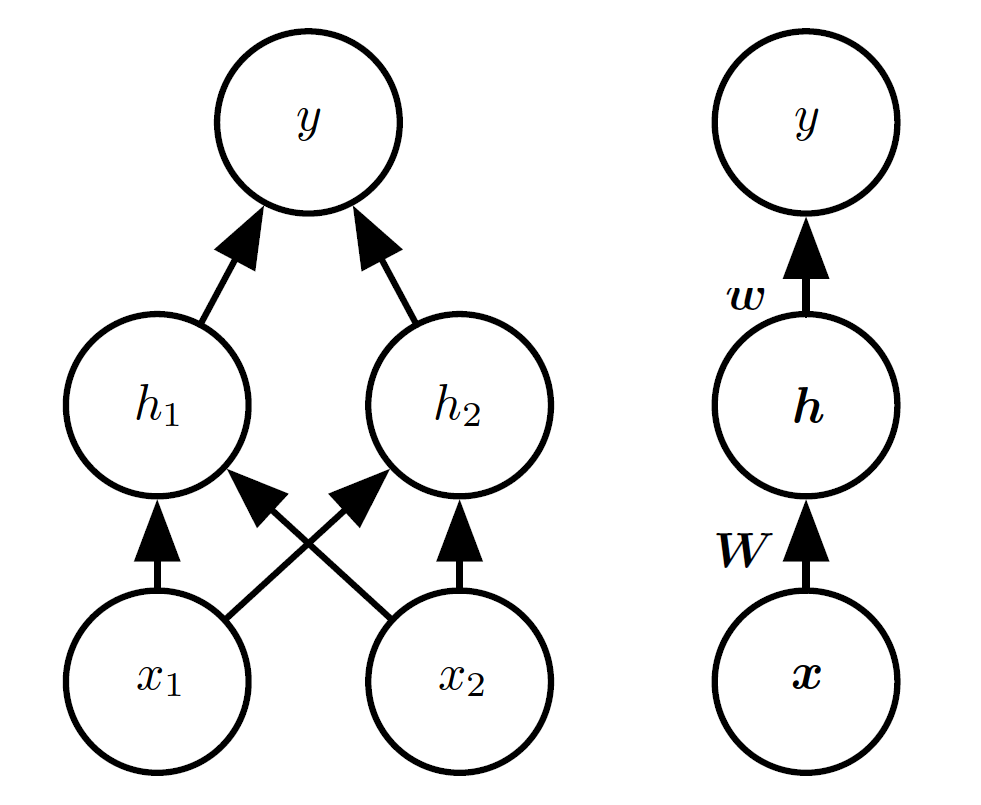 y y
w
h₁ h₂ h
W
x₁ x₂ x